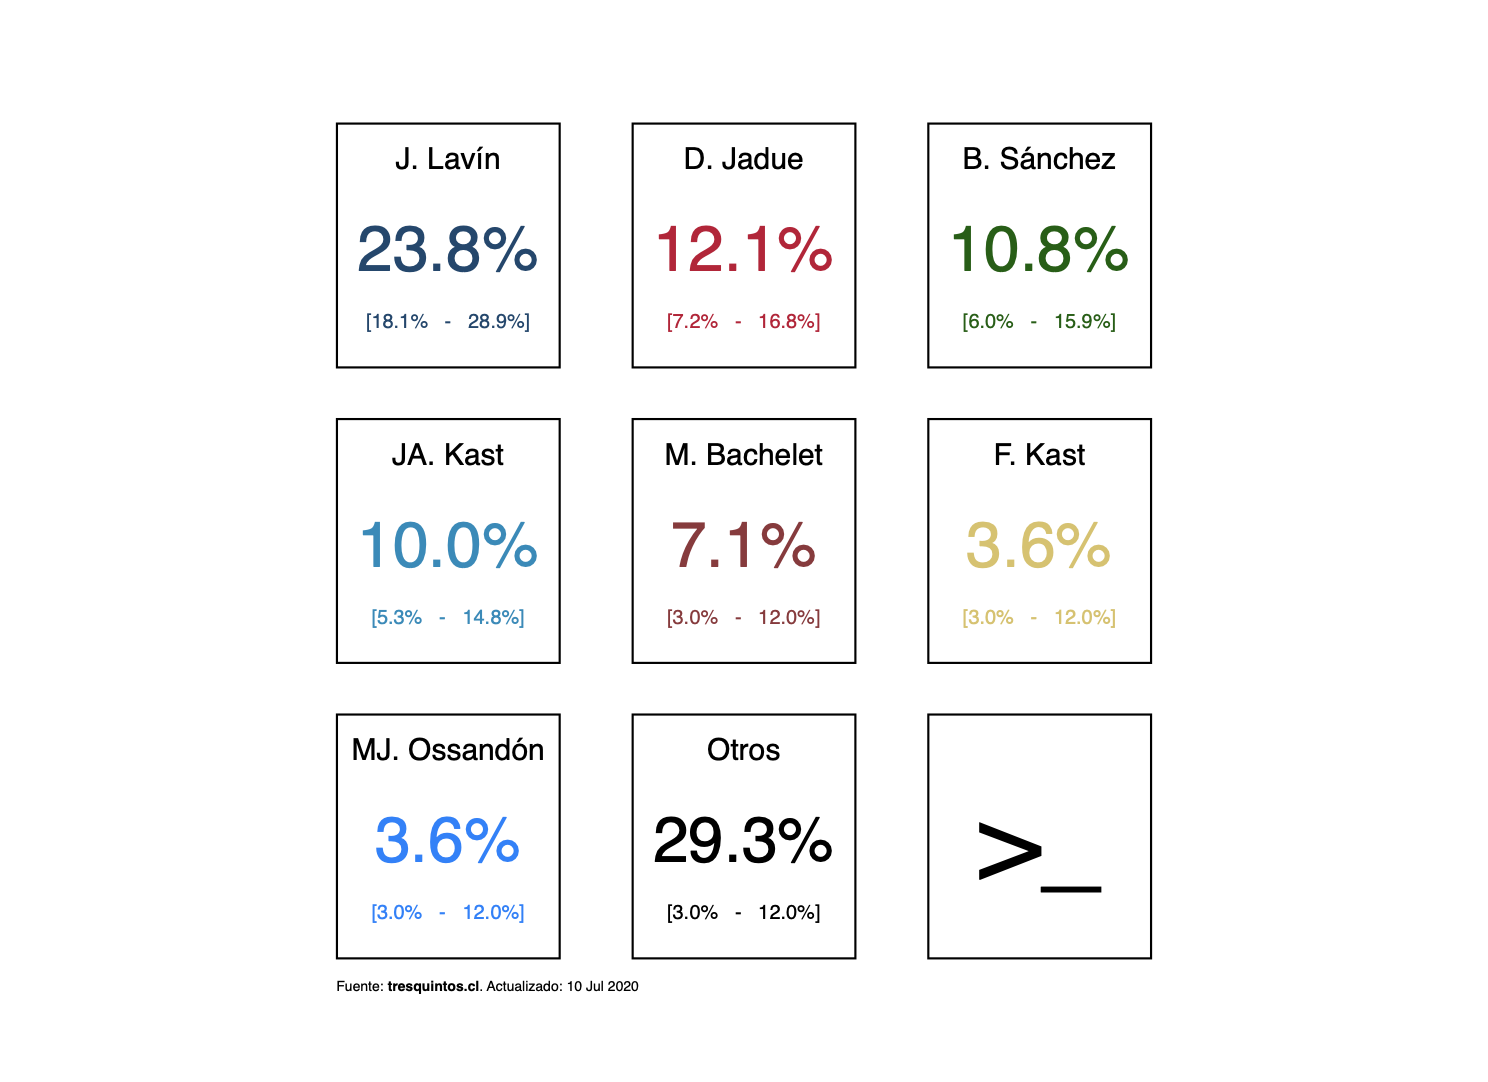 J. Lavín
23.8%
[18.1% - 28.9%]
D. Jadue
12.1%
[7.2% - 16.8%]
B. Sánchez
10.8%
[6.0% - 15.9%]
JA. Kast
10.0%
[5.3% - 14.8%]
M. Bachelet
7.1%
[3.0% - 12.0%]
F. Kast
3.6%
[3.0% - 12.0%]
MJ. Ossandón
3.6%
[3.0% - 12.0%]
Otros
29.3%
[3.0% - 12.0%]
>_
Fuente: tresquintos.cl. Actualizado: 10 Jul 2020